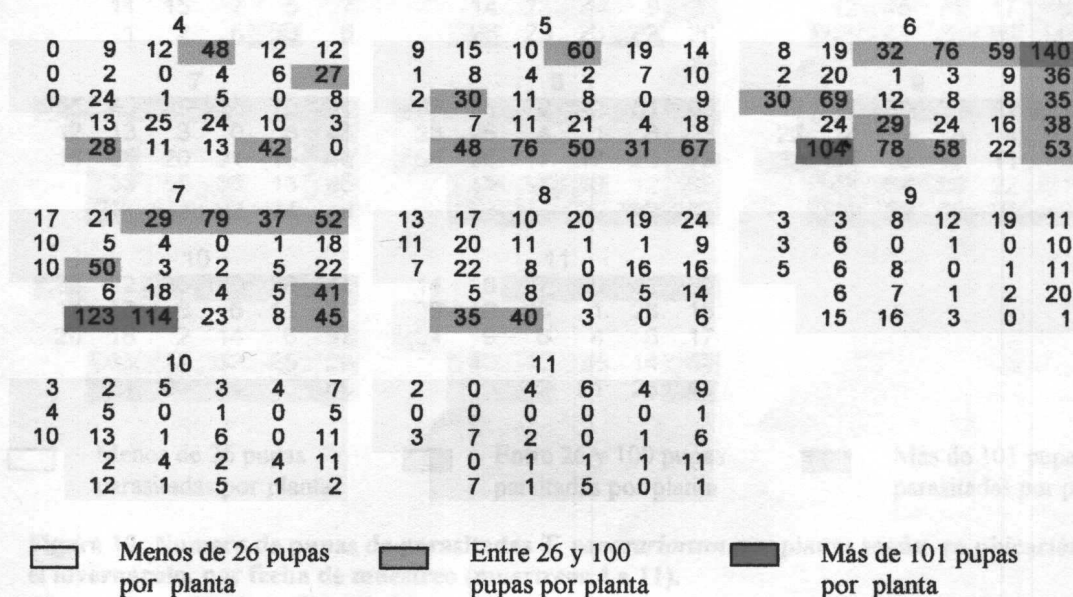 4 5 6
0 9 12 48 12 12 9 15 10 60 19 14 8 19 32 76 59 140
0 2 0 4 6 27 1 8 4 2 7 10 2 20 1 3 9 36
0 24 1 5 0 8 2 30 11 2 0 9 30 69 12 8 8 35
13 25 24 10 7 11 21 4 18 24 29 24 16 38
28 11 13 42 0 48 76 50 31 67 104 78 58 22 53
7 8 9
17 21 29 79 37 52 13 17 10 20 19 24 3 3 8 12 19 11
10 5 4 0 1 18 11 20 11 1 1 9 3 6 0 1 0 10
10 50 2 5 22 7 22 8 0 16 16 5 6 8 0 1 11
6 18 4 5 41 5 8 0 5 14 6 7 1 2 20
123 114 23 8 45 35 40 3 0 6 15 16 3 0 1
10 11
3 2 5 3 4 7 2 0 5 6 4 9
4 5 0 1 0 5 0 0 0 0 0 1
10 13 1 6 0 11 3 7 2 0 1 6
2 4 2 4 11 0 1 1 0 11
12 1 5 1 2 7 1 5 0 1
Menos de 26 pupas Entre 26 y 100 Más de 101 pupas
por planta pupas por planta por planta